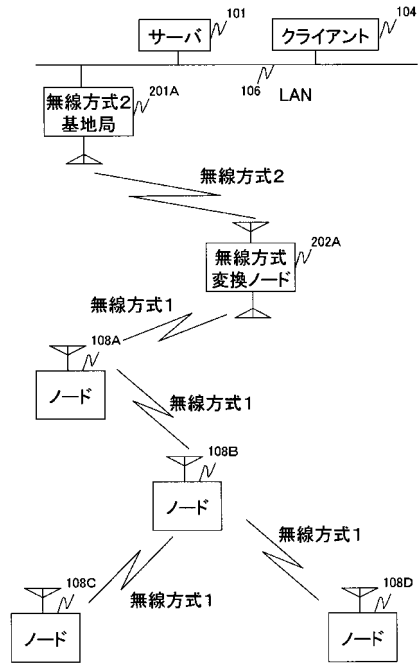 101
サーバ
104
クライアント
106
LAN
無線方式2
基地局
201A
無線方式2
202A
無線方式
変換ノード
無線方式1
108A
ノード
無線方式1
108B
ノード
無線方式1
無線方式1
108C
ノード
108D
ノード